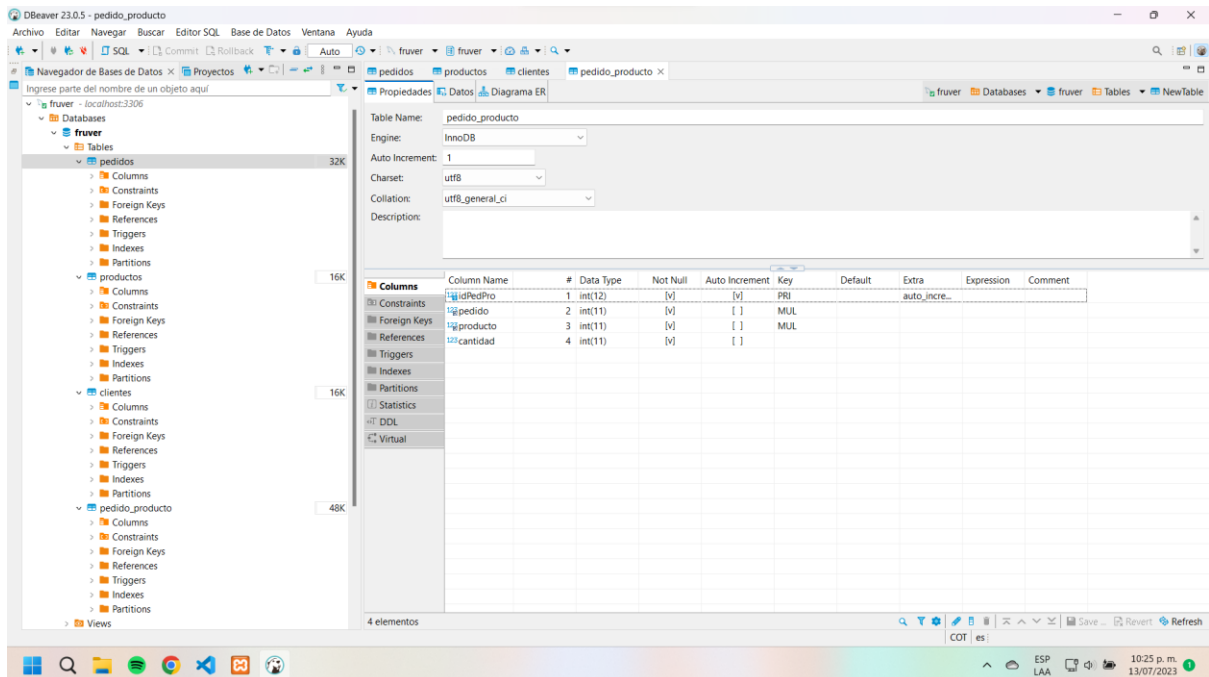 DBeaver 23.0.5 - pedido_producto
Archivo Editar Navegar Buscar Editor SQL Base de Datos Ventana Ayuda
SQL Commit Rollback Auto fruver fruver
Navegador de Bases de Datos Proyectos
pedidos productos clientes pedido_producto
Ingrese parte del nombre de un objeto aquí
Propiedades Datos Diagrama ER fruver Databases fruver Tables NewTable
fruver - localhost:3306
Databases
fruver
Tables
pedidos 32K
Columns
Constraints
Foreign Keys
References
Triggers
Indexes
Partitions
productos 16K
Columns
Constraints
Foreign Keys
References
Triggers
Indexes
Partitions
clientes 16K
Columns
Constraints
Foreign Keys
References
Triggers
Indexes
Partitions
pedido_producto 48K
Columns
Constraints
Foreign Keys
References
Triggers
Indexes
Partitions
Views
Table Name: pedido_producto
Engine: InnoDB
Auto Increment: 1
Charset: utf8
Collation: utf8_general_ci
Description:
Columns
Constraints
Foreign Keys
References
Triggers
Indexes
Partitions
Statistics
DDL
Virtual
Column Name # Data Type Not Null Auto Increment Key Default Extra Expression Comment
123 idPedPro 1 int(12) [v] [v] PRI auto_incre...
123 pedido 2 int(11) [v] [ ] MUL
123 producto 3 int(11) [v] [ ] MUL
123 cantidad 4 int(11) [v] [ ]
4 elementos Save ... Revert Refresh
COT es
ESP
LAA
10:25 p. m.
13/07/2023
1